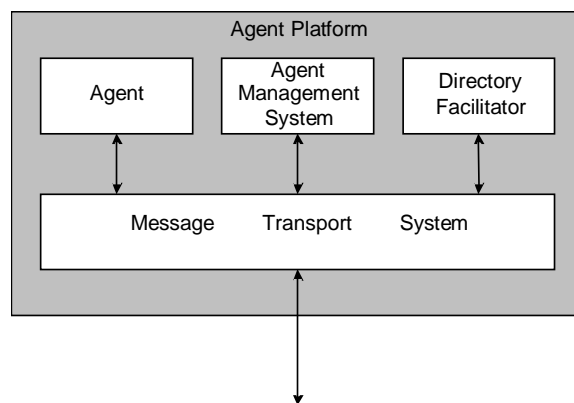 Agent Platform
Agent
Agent
Management
System
Directory
Facilitator
Message Transport System